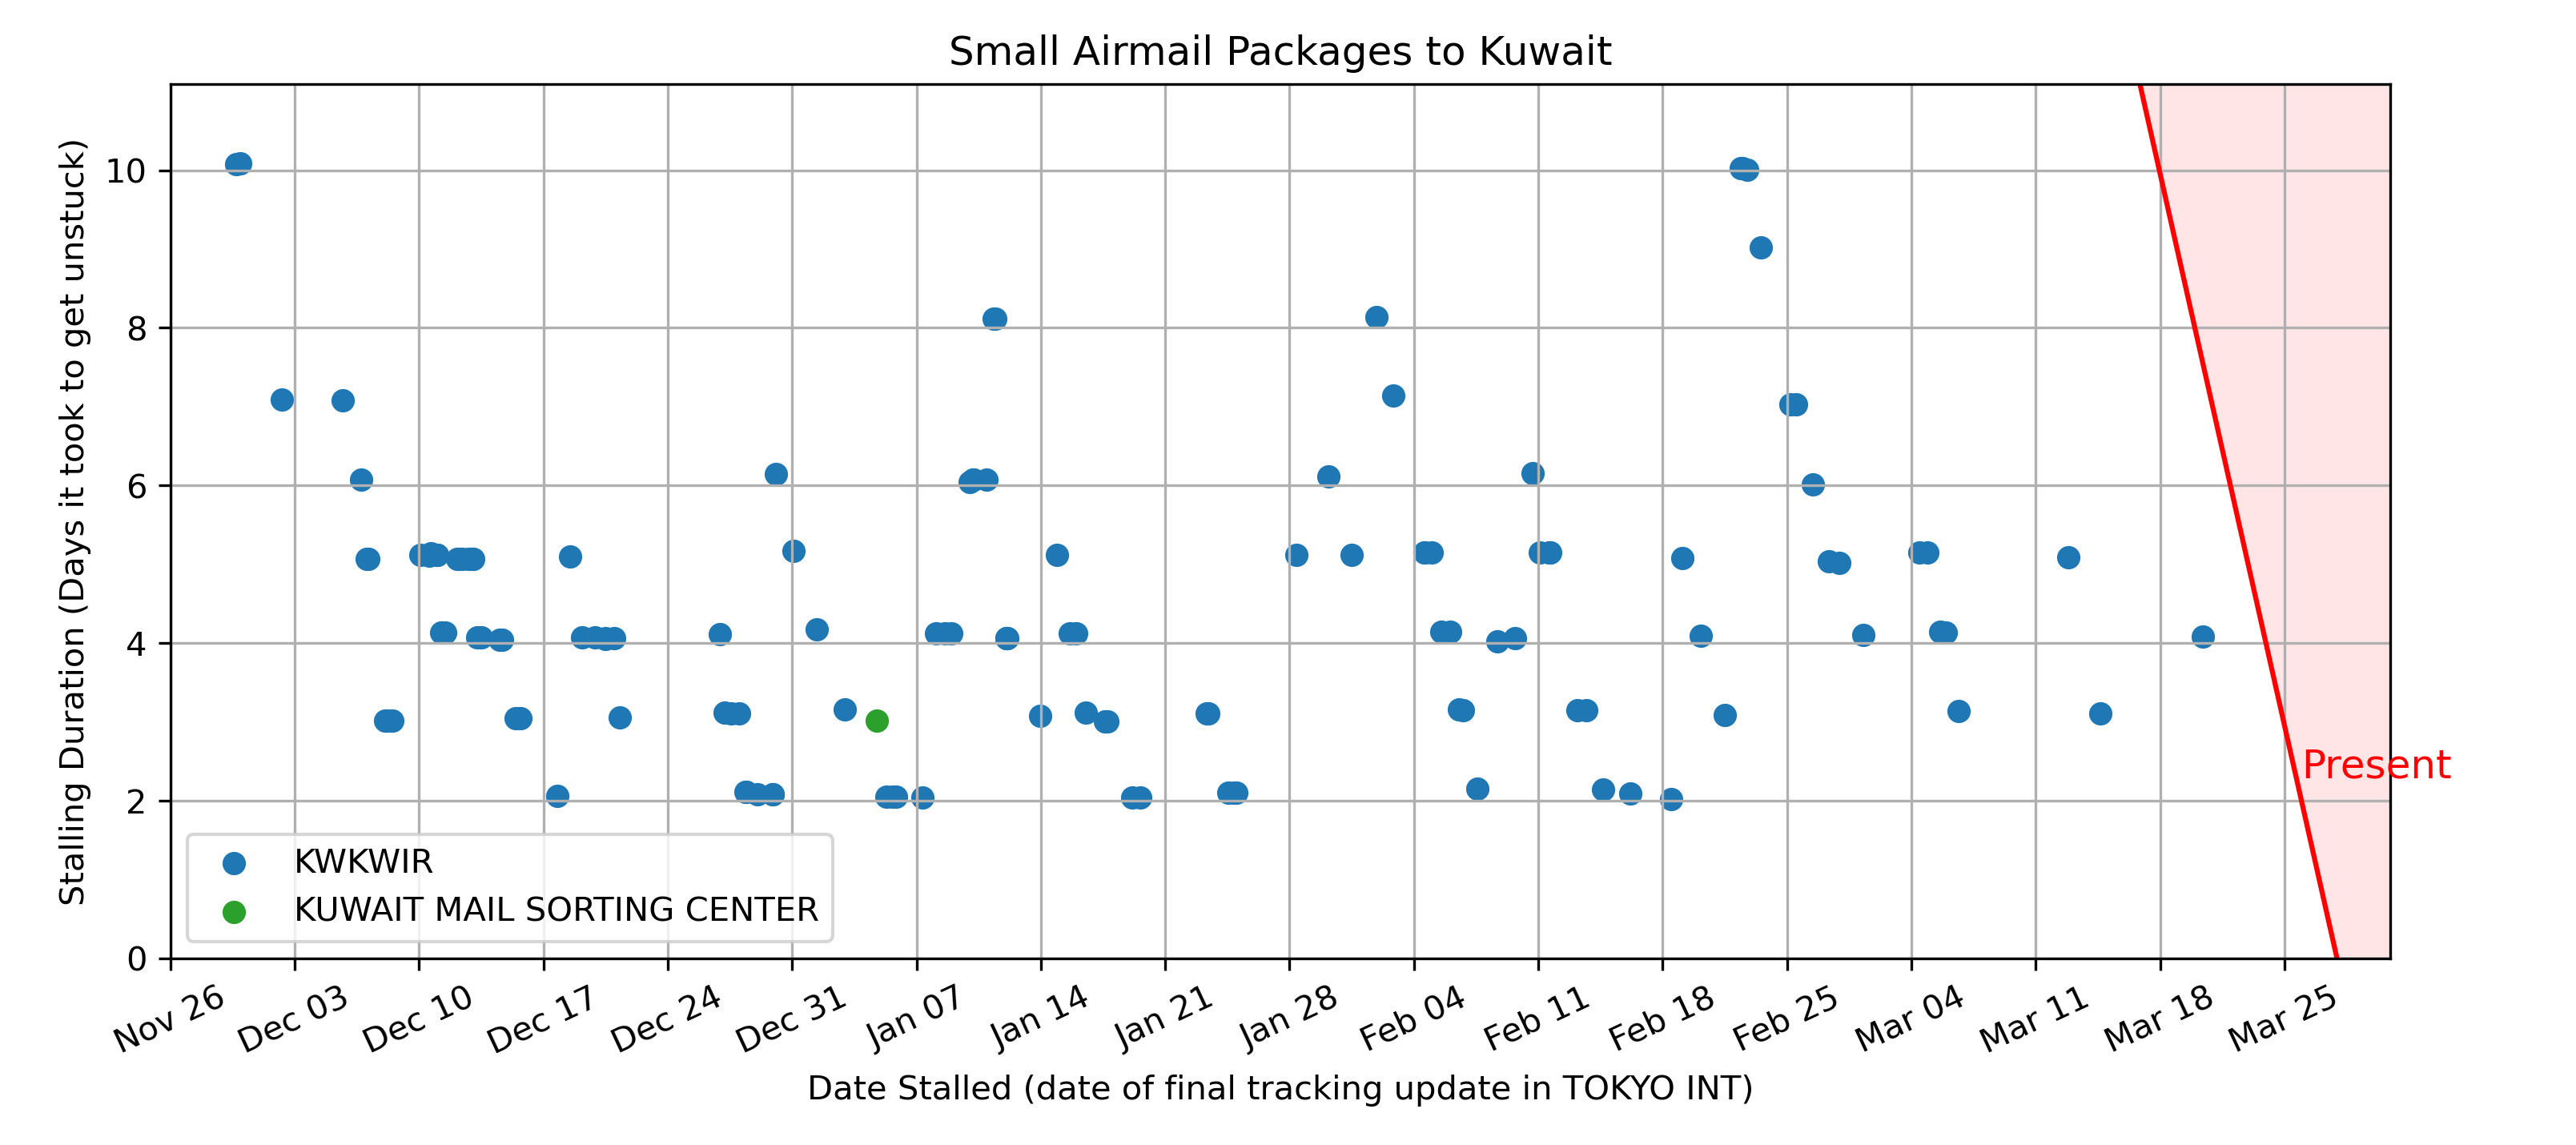 Small Airmail Packages to Kuwait
Stalling Duration (Days it took to get unstuck)
10
8
6
4
2
0
KWKWIR
KUWAIT MAIL SORTING CENTER
Present
Nov 26
Dec 03
Dec 10
Dec 17
Dec 24
Dec 31
Jan 07
Jan 14
Jan 21
Jan 28
Feb 04
Feb 11
Feb 18
Feb 25
Mar 04
Mar 11
Mar 18
Mar 25
Date Stalled (date of final tracking update in TOKYO INT)